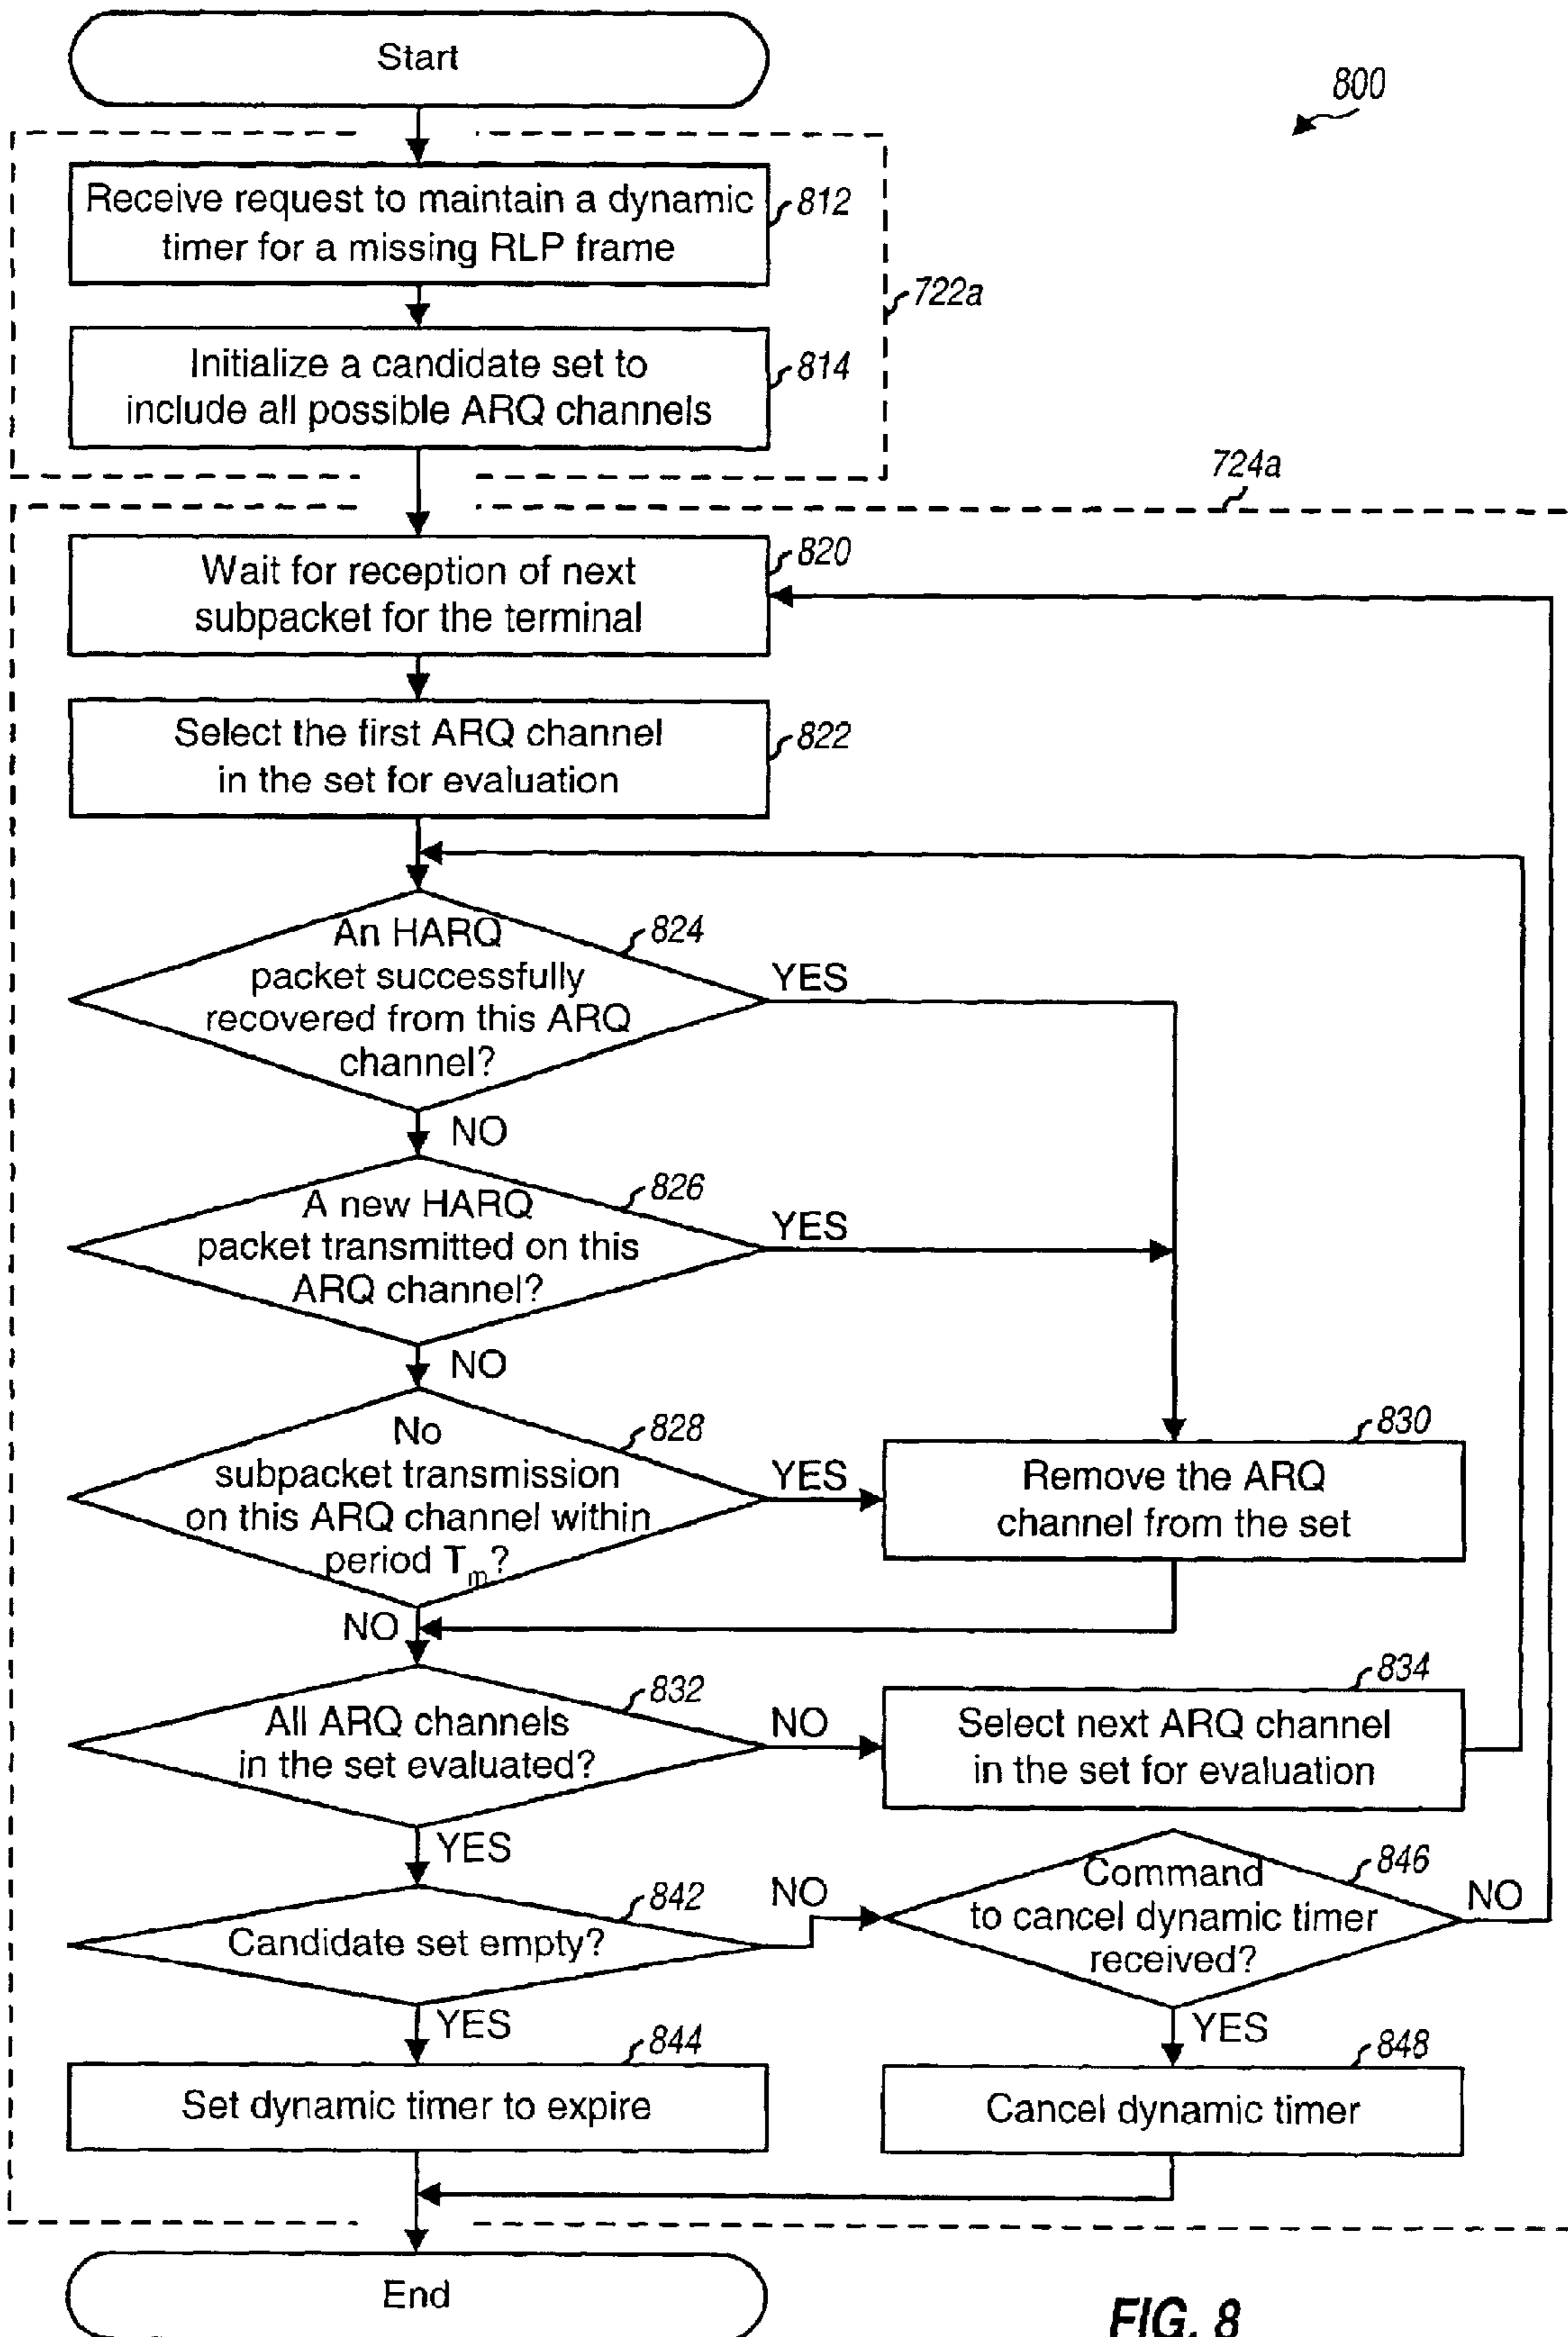 Start
800
Receive request to maintain a dynamic
timer for a missing RLP frame
812
722a
Initialize a candidate set to
include all possible ARQ channels
814
724a
Wait for reception of next
subpacket for the terminal
820
Select the first ARQ channel
in the set for evaluation
822
An HARQ
packet successfully
recovered from this ARQ
channel?
824
YES
NO
A new HARQ
packet transmitted on this
ARQ channel?
826
YES
NO
No
subpacket transmission
on this ARQ channel within
period Tm?
828
YES
NO
Remove the ARQ
channel from the set
830
All ARQ channels
in the set evaluated?
832
NO
YES
Select next ARQ channel
in the set for evaluation
834
Candidate set empty?
842
NO
YES
Command
to cancel dynamic timer
received?
846
NO
YES
Set dynamic timer to expire
844
Cancel dynamic timer
848
End
FIG. 8